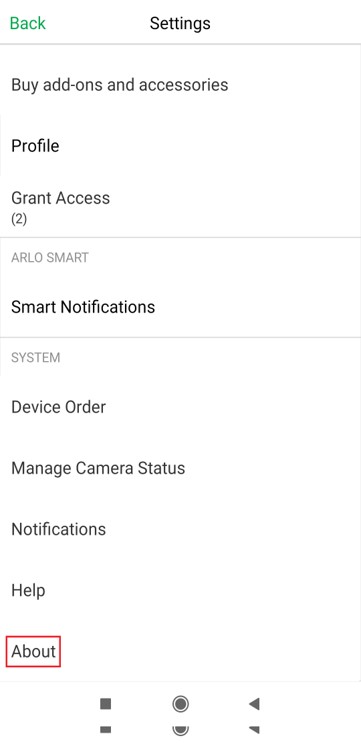 Back
Settings
Buy add-ons and accessories
Profile
Grant Access
(2)
ARLO SMART
Smart Notifications
SYSTEM
Device Order
Manage Camera Status
Notifications
Help
About